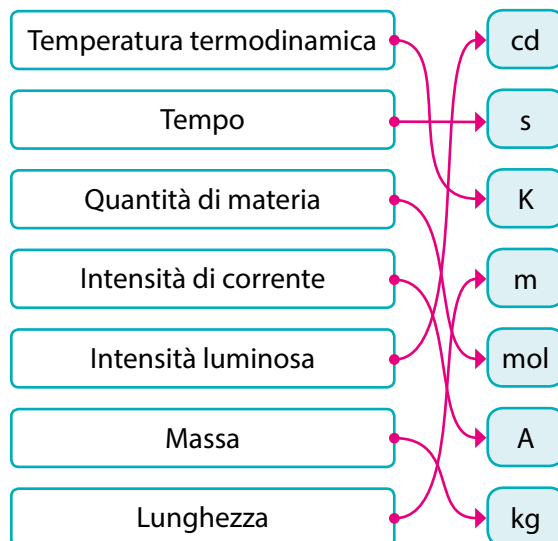 Temperatura termodinamica cd
Tempo s
Quantità di materia K
Intensità di corrente m
Intensità luminosa mol
Massa A
Lunghezza kg